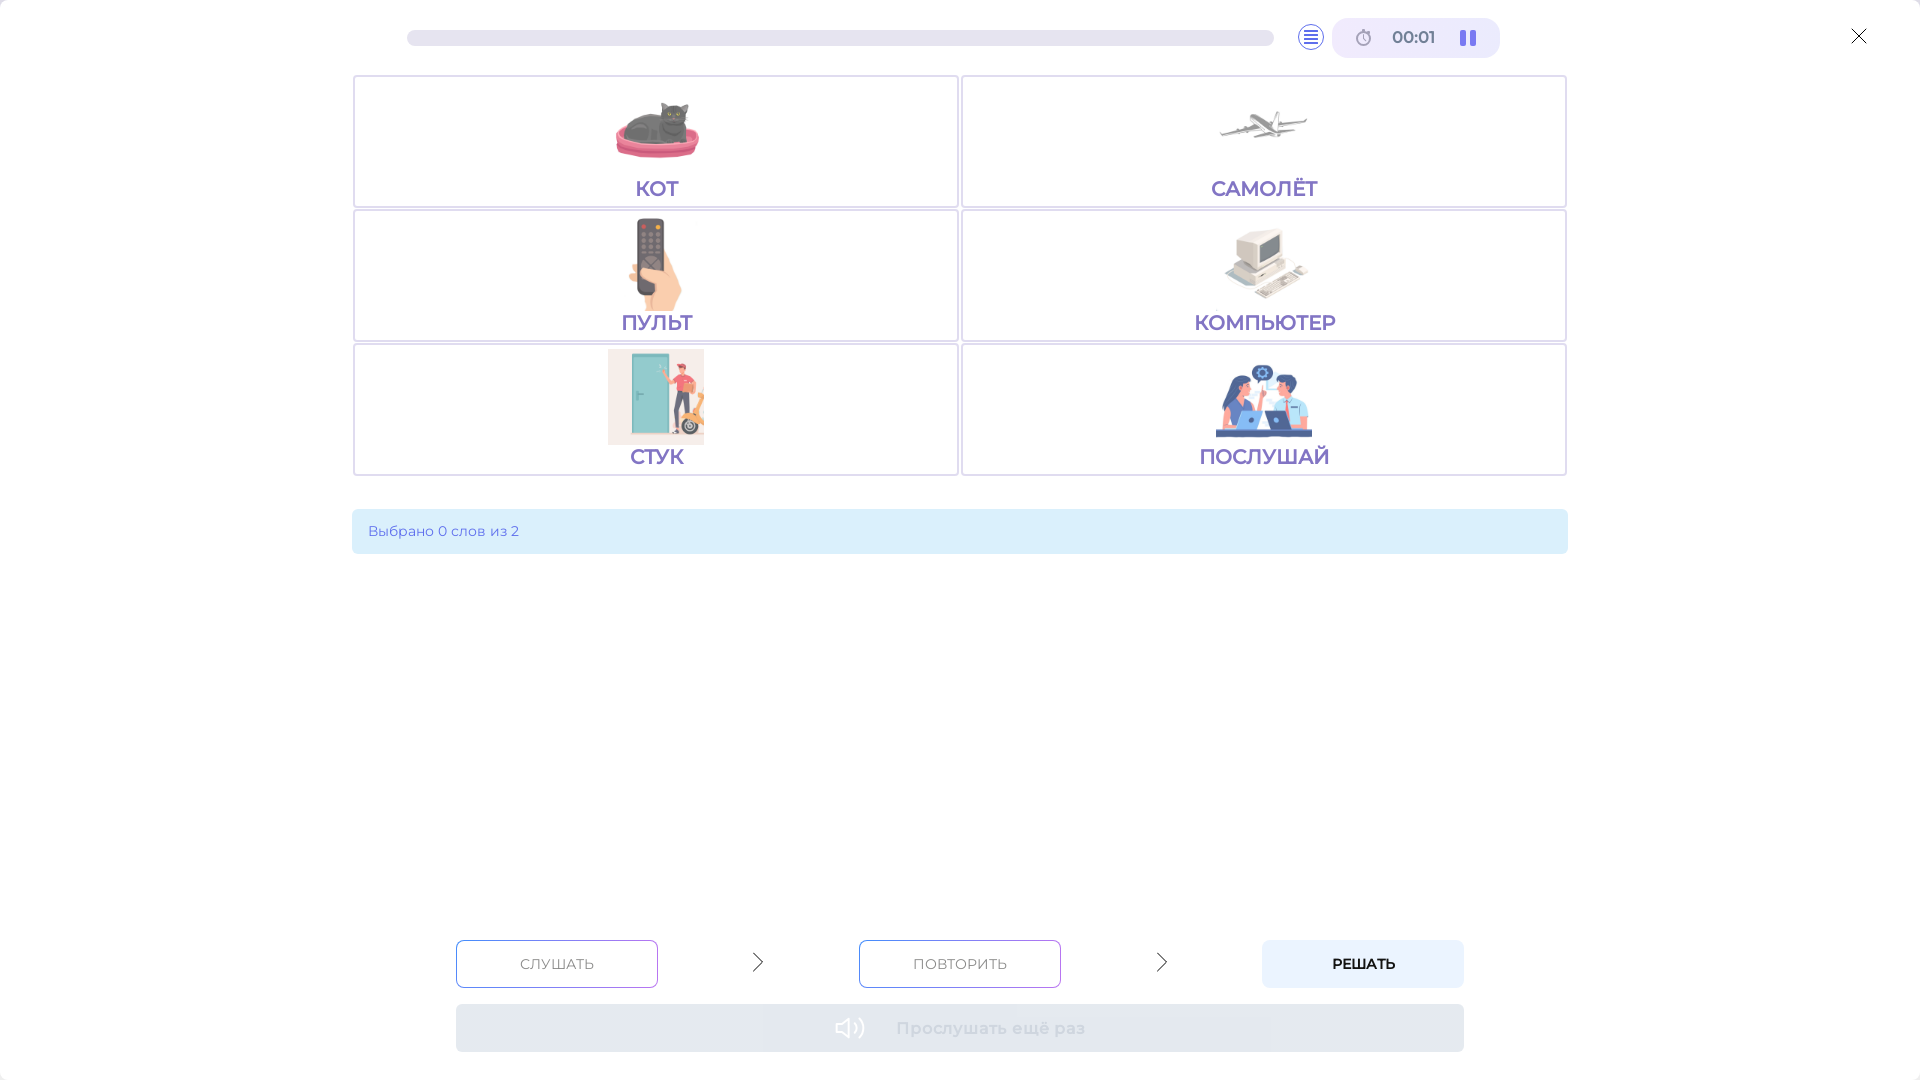 00:01
КОТ
САМОЛЁТ
ПУЛЬТ
КОМПЬЮТЕР
СТУК
ПОСЛУШАЙ
Выбрано 0 слов из 2
СЛУШАТЬ
ПОВТОРИТЬ
РЕШАТЬ
Прослушать ещё раз